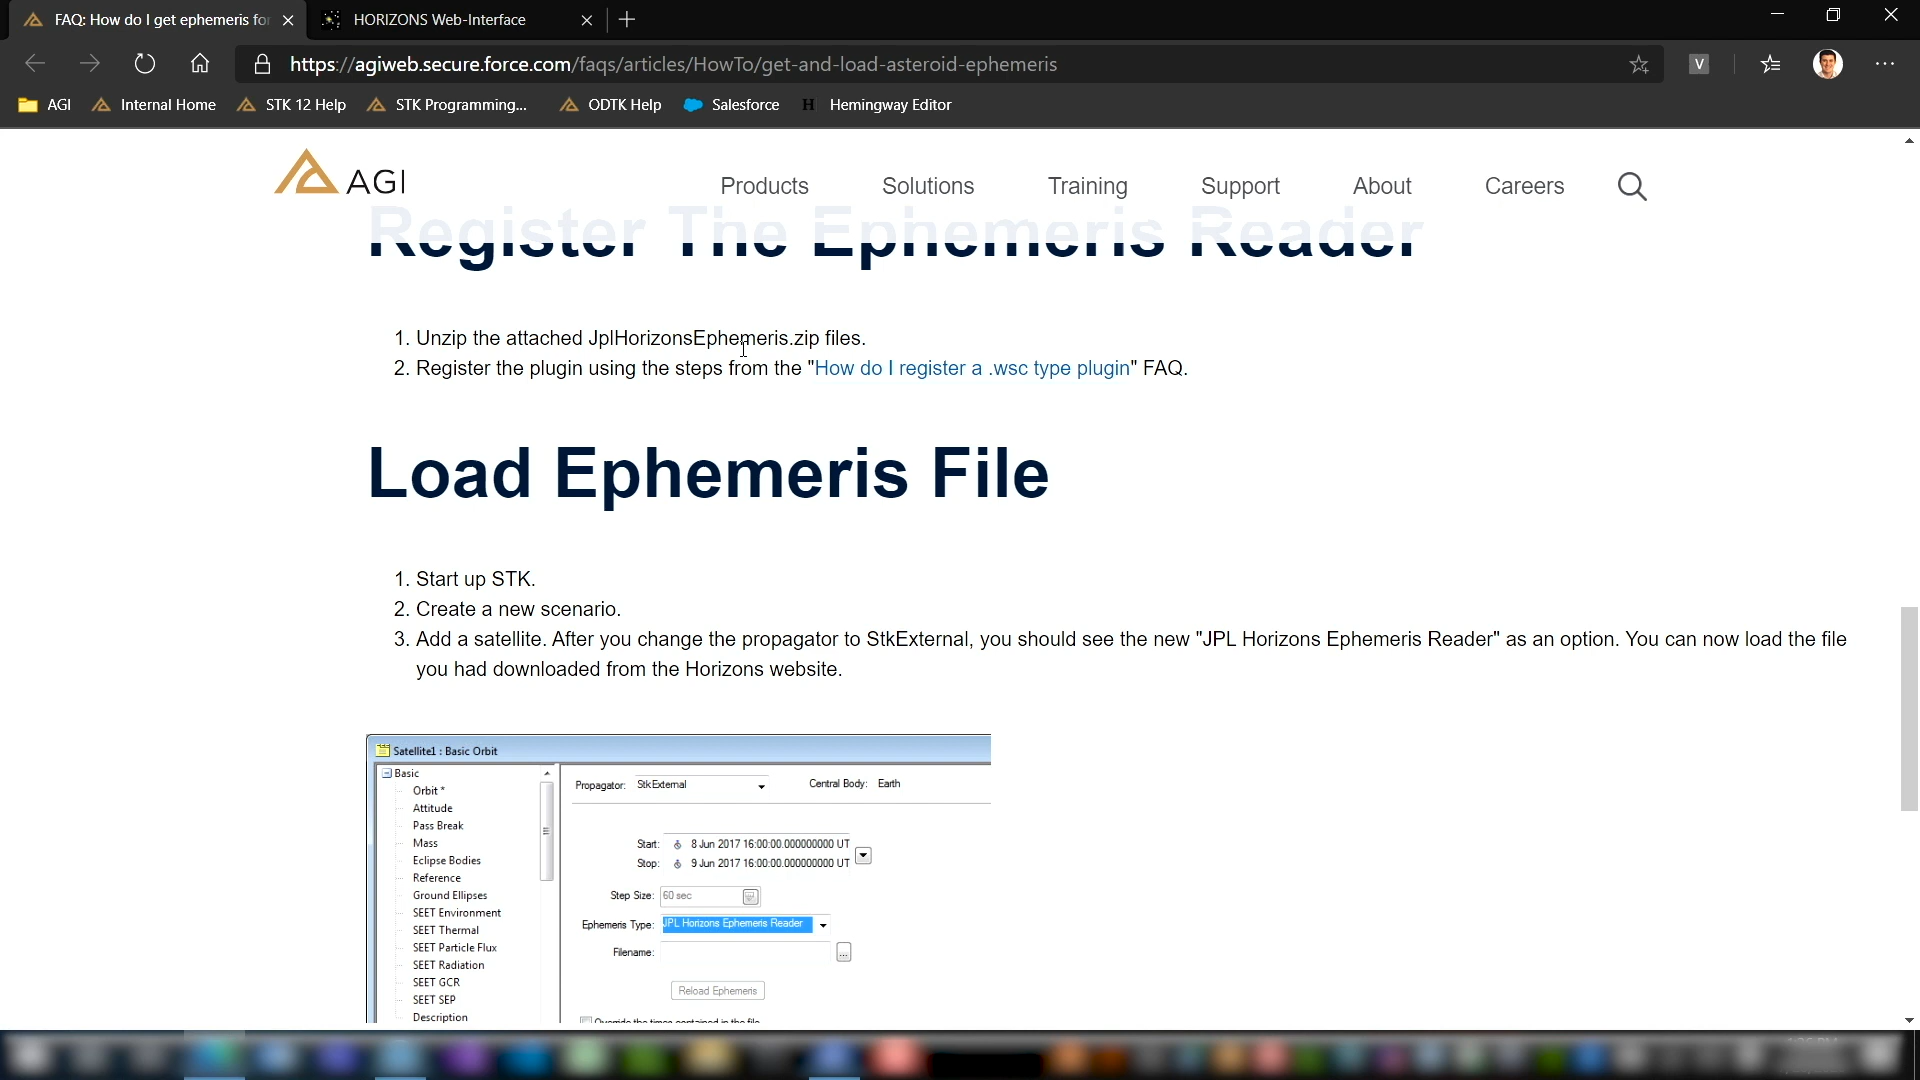 FAQ: How do I get ephemeris for
HORIZONS Web-Interface
https://agiweb.secure.force.com/faqs/articles/HowTo/get-and-load-asteroid-ephemeris
V
AGI
Internal Home
STK 12 Help
STK Programming...
ODTK Help
Salesforce
H Hemingway Editor
AGI
Products
Solutions
Training
Support
About
Careers
Register The Ephemeris Reader
1. Unzip the attached JplHorizonsEphemeris.zip files.
2. Register the plugin using the steps from the "How do I register a .wsc type plugin" FAQ.
Load Ephemeris File
1. Start up STK.
2. Create a new scenario.
3. Add a satellite. After you change the propagator to StkExternal, you should see the new "JPL Horizons Ephemeris Reader" as an option. You can now load the file
you had downloaded from the Horizons website.
Satellite1 : Basic Orbit
Basic
Orbit *
Attitude
Pass Break
Mass
Eclipse Bodies
Reference
Ground Ellipses
SEET Environment
SEET Thermal
SEET Particle Flux
SEET Radiation
SEET GCR
SEET SEP
Description
Propagator: StkExternal
Central Body: Earth
Start: 8 Jun 2017 16:00:00.000000000 UT
Stop: 9 Jun 2017 16:00:00.000000000 UT
Step Size: 60 sec
Ephemeris Type: JPL Horizons Ephemeris Reader
Filename:
...
Reload Ephemeris
Override the times contained in the file